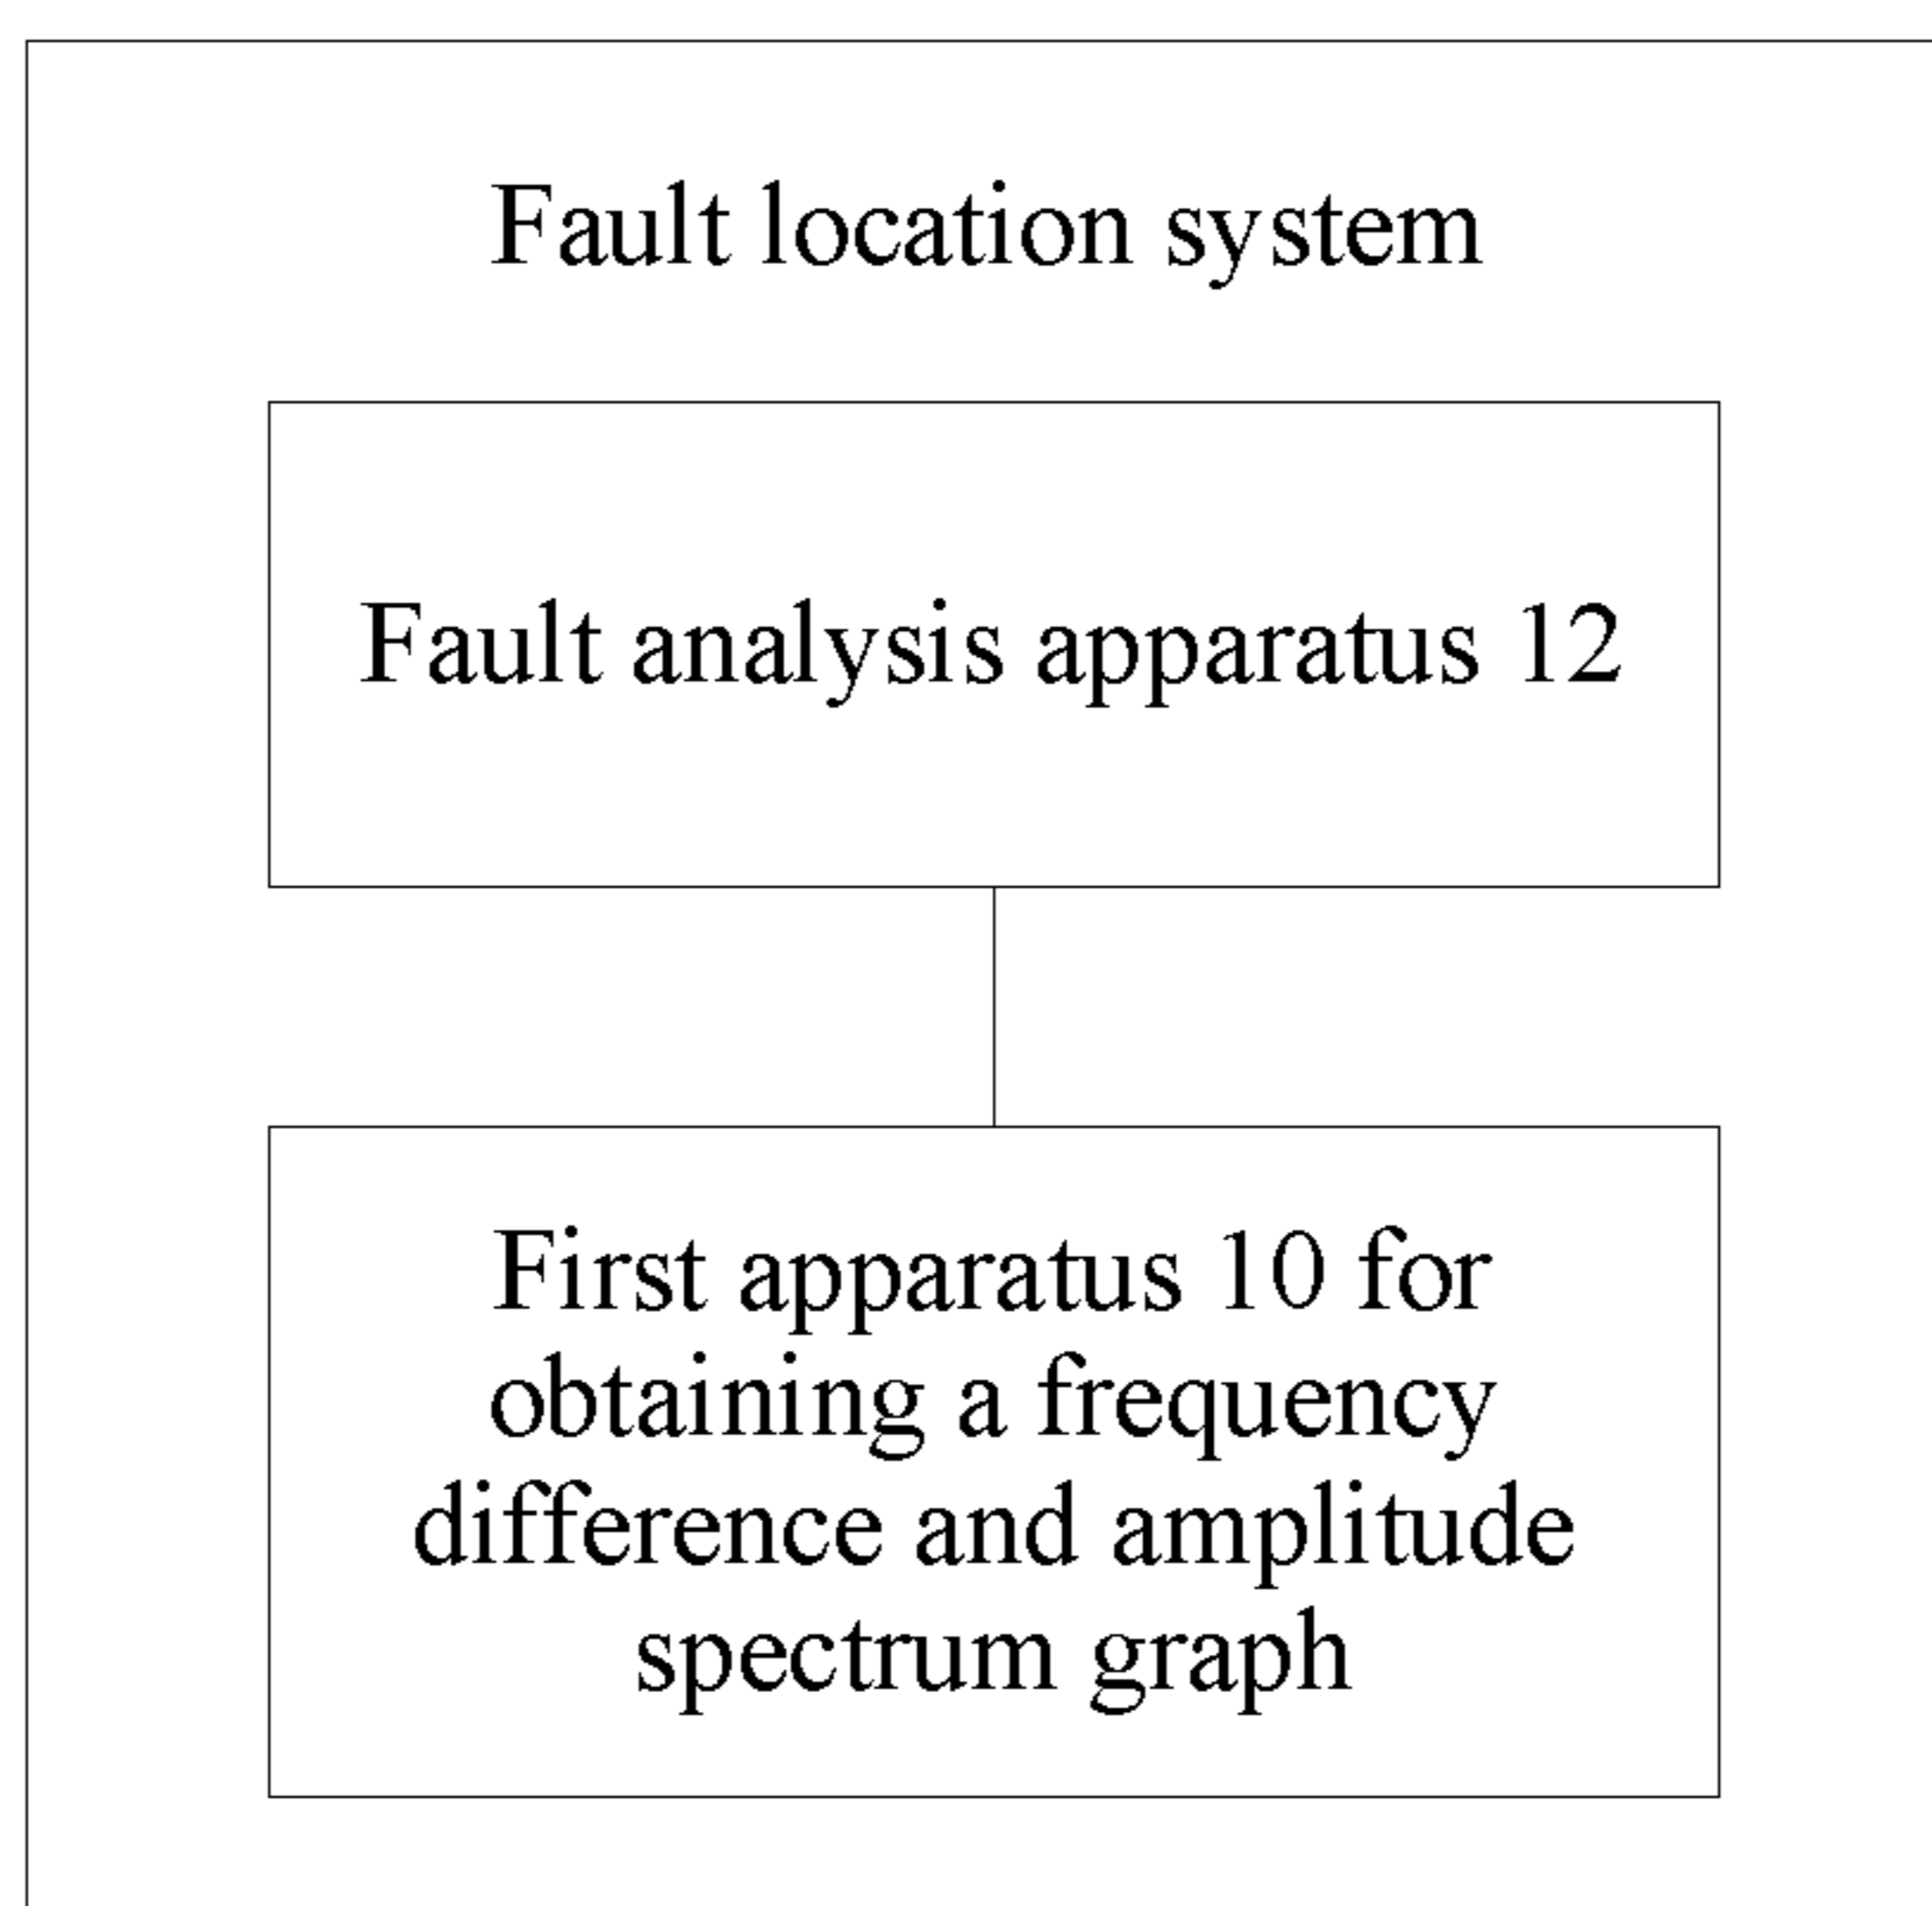 Fault location system
Fault analysis apparatus 12
First apparatus 10 for
obtaining a frequency
difference and amplitude
spectrum graph